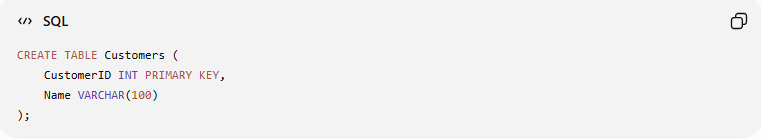 SQL
CREATE TABLE Customers (
    CustomerID INT PRIMARY KEY,
    Name VARCHAR(100)
);